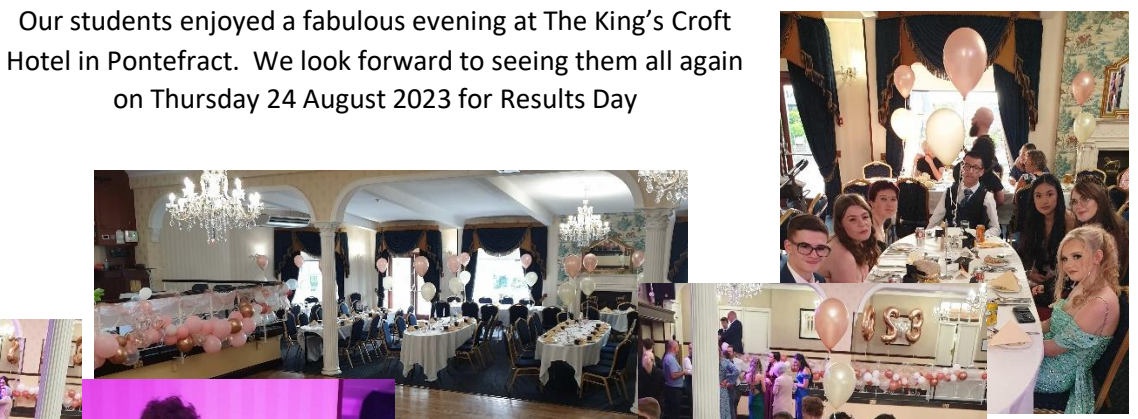 Our students enjoyed a fabulous evening at The King’s Croft
Hotel in Pontefract.  We look forward to seeing them all again
on Thursday 24 August 2023 for Results Day